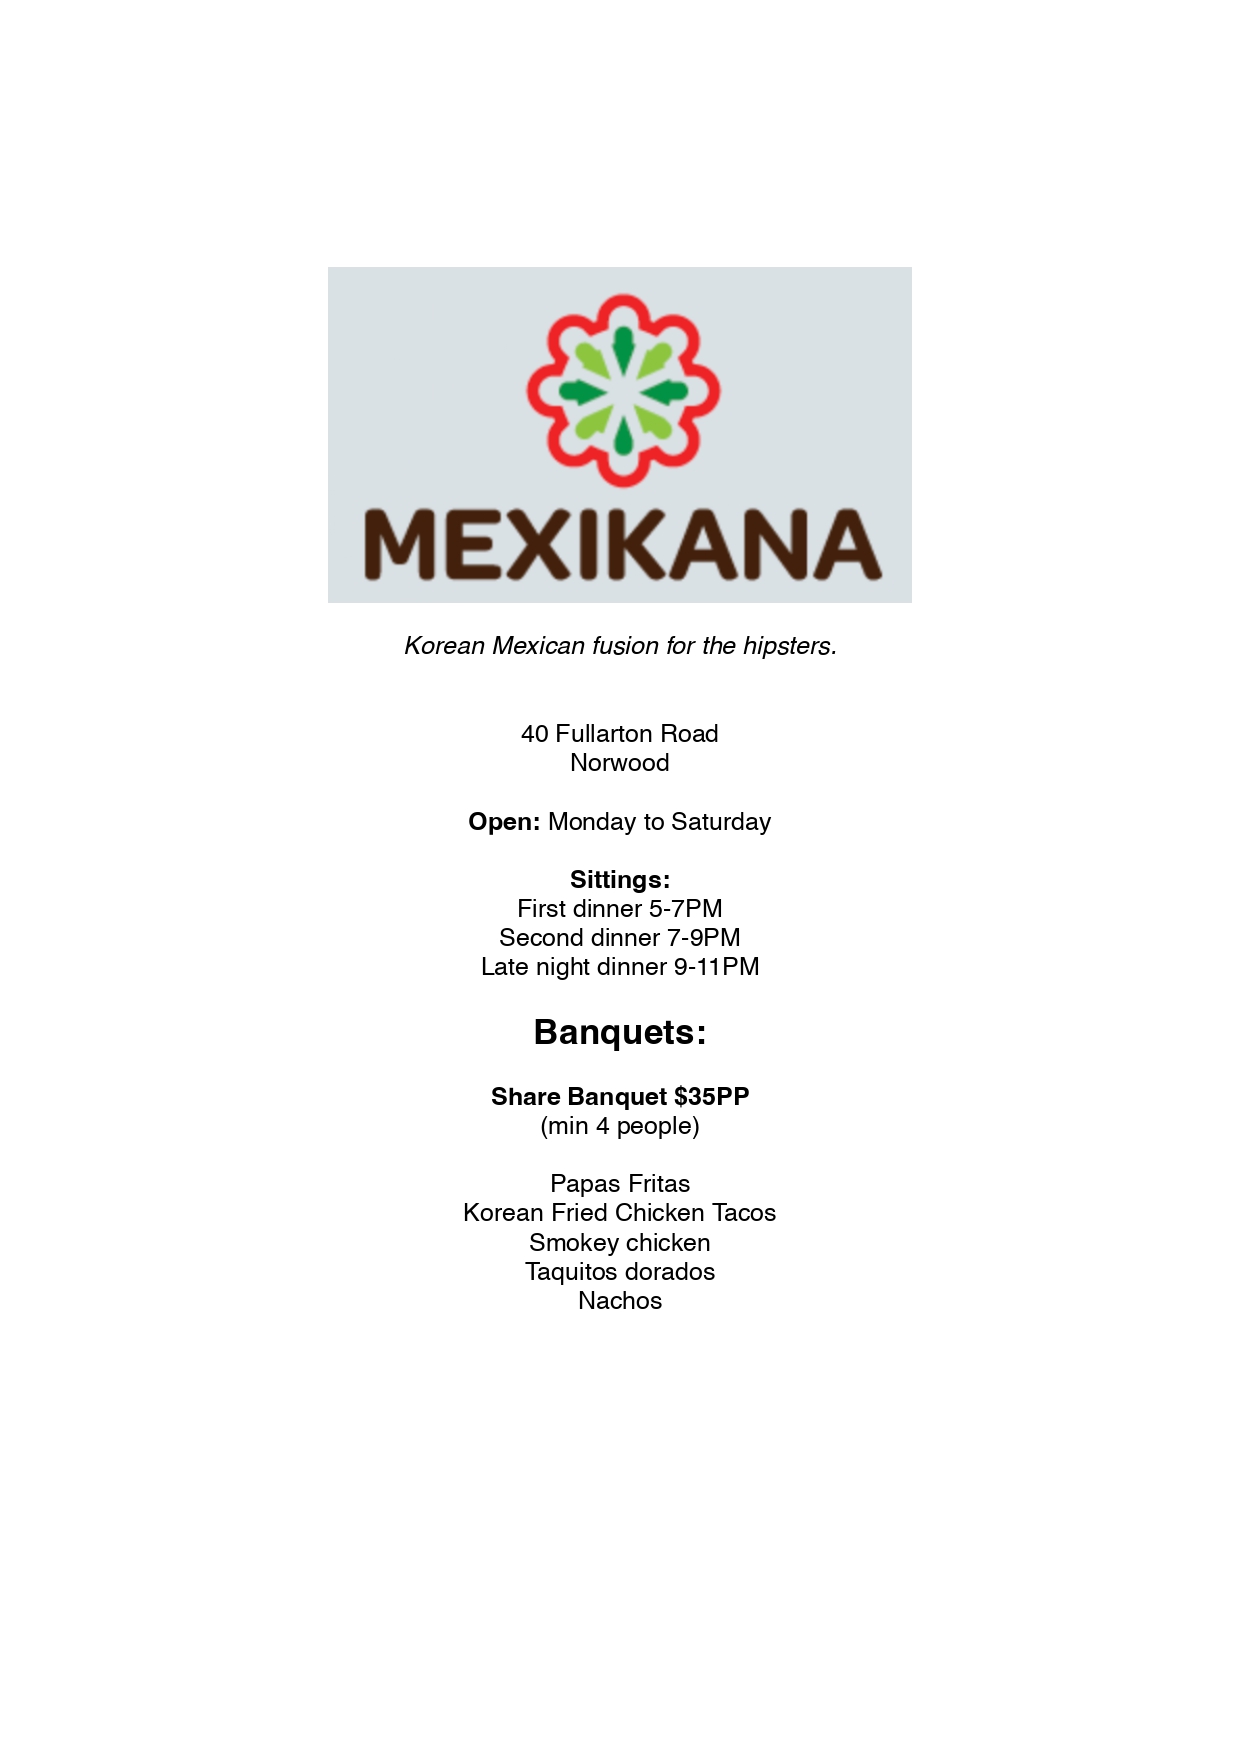 MEXIKANA
Korean Mexican fusion for the hipsters.
40 Fullarton Road
Norwood
Open: Monday to Saturday
Sittings:
First dinner 5-7PM
Second dinner 7-9PM
Late night dinner 9-11PM
Banquets:
Share Banquet $35PP
(min 4 people)
Papas Fritas
Korean Fried Chicken Tacos
Smokey chicken
Taquitos dorados
Nachos